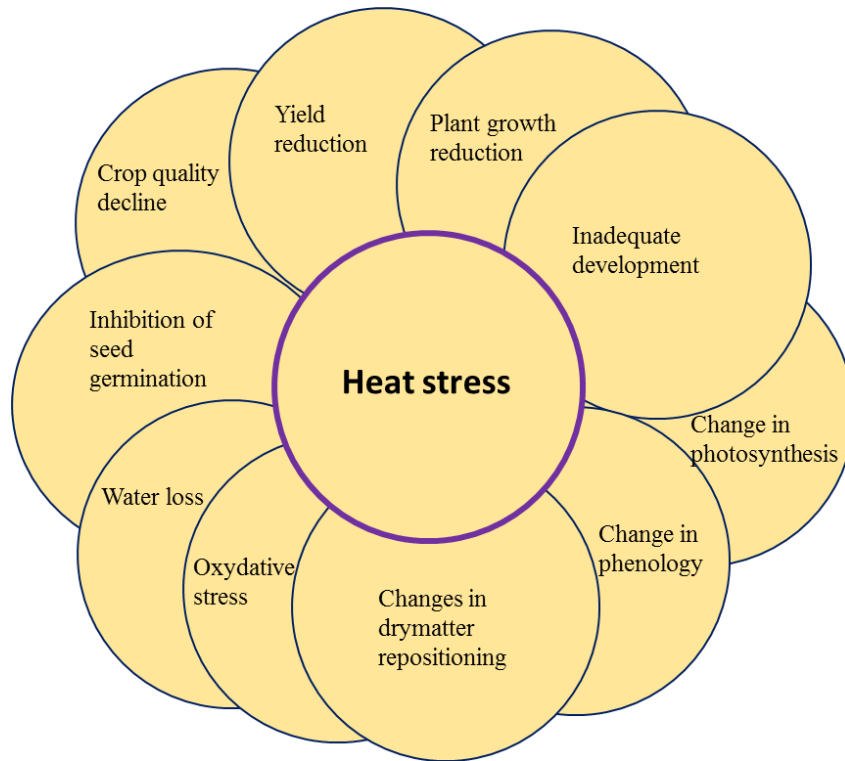 Yield
reduction
Plant growth
reduction
Crop quality
decline
Inadequate
development
Inhibition of
seed
germination
Heat stress
Change in
photosynthesis
Water loss
Change in
phenology
Oxydative
stress
Changes in
drymatter
repositioning